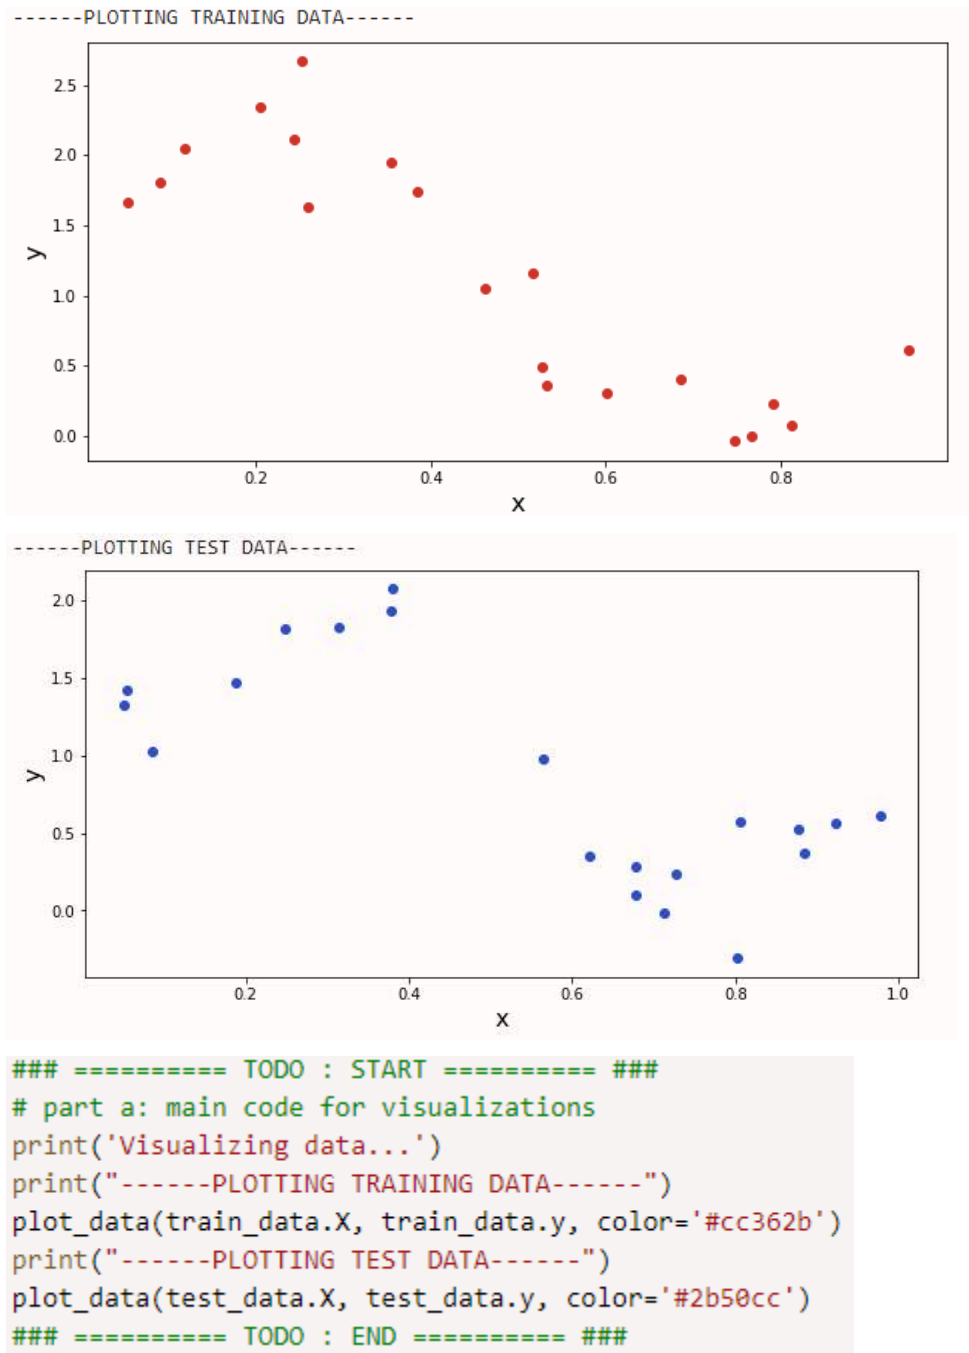 ------PLOTTING TRAINING DATA------
2.5
2.0
1.5
1.0
0.5
0.0
y
0.2 0.4 0.6 0.8
x
------PLOTTING TEST DATA------
2.0
1.5
1.0
0.5
0.0
y
0.2 0.4 0.6 0.8 1.0
x
### ========== TODO : START ========== ###
# part a: main code for visualizations
print('Visualizing data...')
print("------PLOTTING TRAINING DATA------")
plot_data(train_data.X, train_data.y, color='#cc362b')
print("------PLOTTING TEST DATA------")
plot_data(test_data.X, test_data.y, color='#2b50cc')
### ========== TODO : END ========== ###